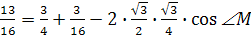 13/16 = 3/4 + 3/16 − 2 · √3/2 · √3/4 · cos ∠M